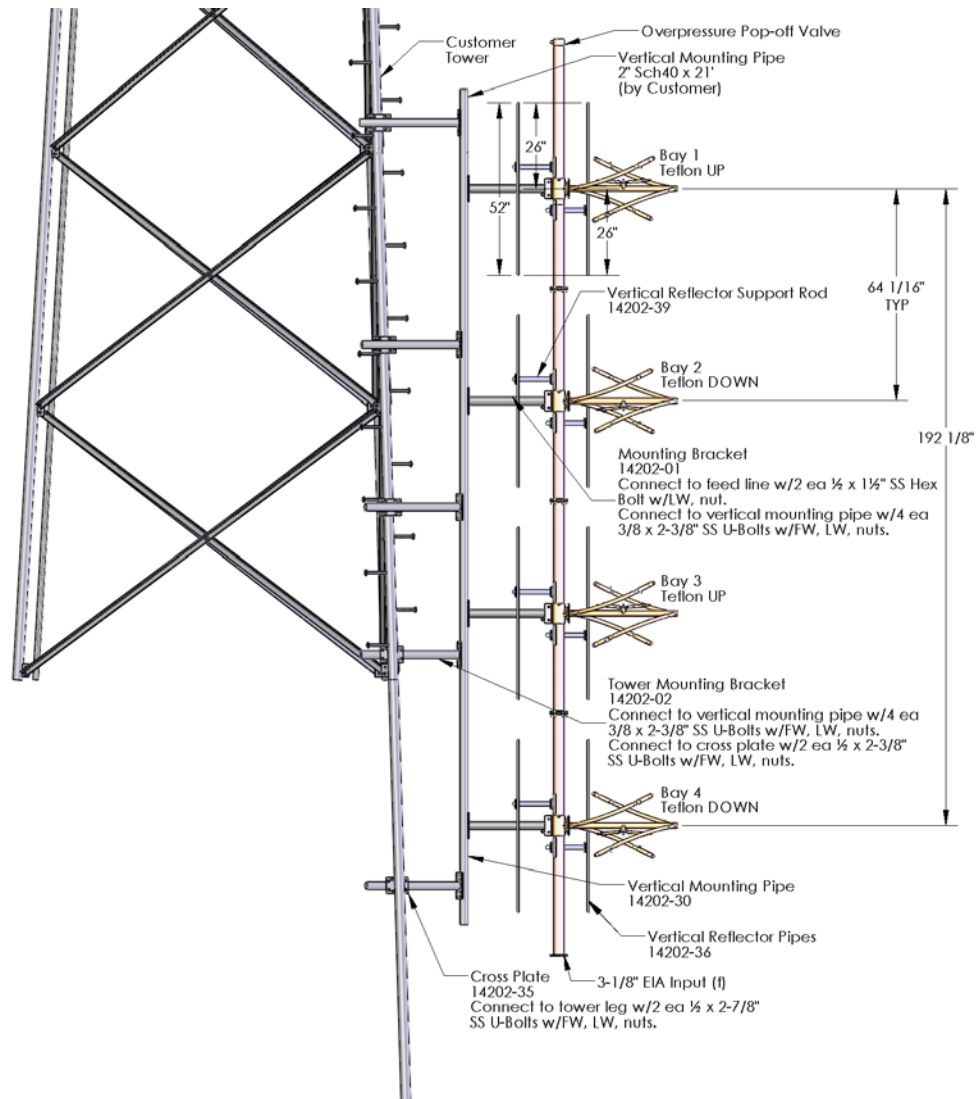 Overpressure Pop-off Valve
Customer
Tower
Vertical Mounting Pipe
2" Sch40 x 21'
(by Customer)
26"
52"
26"
Bay 1
Teflon UP
64 1/16"
TYP
Vertical Reflector Support Rod
14202-39
Bay 2
Teflon DOWN
192 1/8"
Mounting Bracket
14202-01
Connect to feed line w/2 ea ½ x 1½" SS Hex
Bolt w/LW, nut.
Connect to vertical mounting pipe w/4 ea
3/8 x 2-3/8" SS U-Bolts w/FW, LW, nuts.
Bay 3
Teflon UP
Tower Mounting Bracket
14202-02
Connect to vertical mounting pipe w/4 ea
3/8 x 2-3/8" SS U-Bolts w/FW, LW, nuts.
Connect to cross plate w/2 ea ½ x 2-3/8"
SS U-Bolts w/FW, LW, nuts.
Bay 4
Teflon DOWN
Vertical Mounting Pipe
14202-30
Vertical Reflector Pipes
14202-36
3-1/8" EIA Input (f)
Cross Plate
14202-35
Connect to tower leg w/2 ea ½ x 2-7/8"
SS U-Bolts w/FW, LW, nuts.